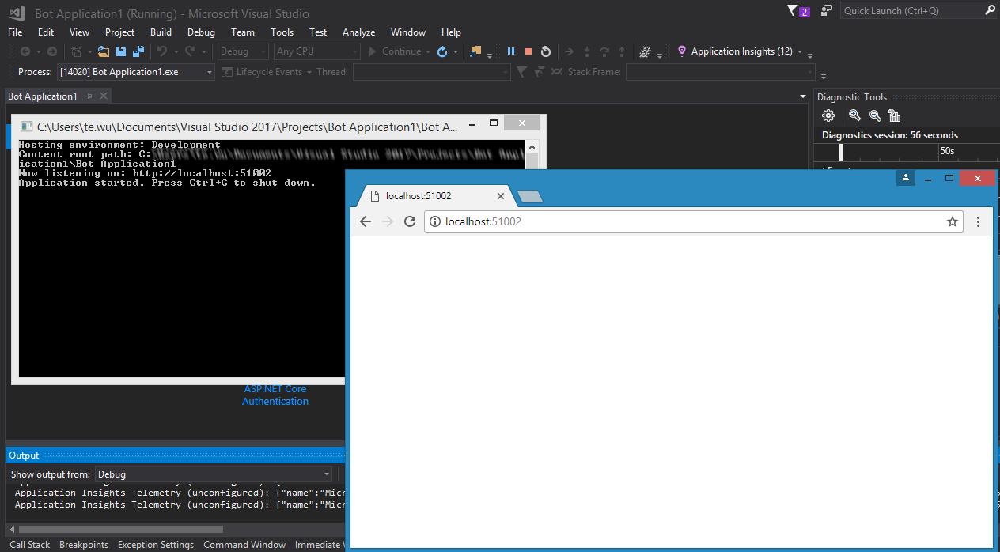 Bot Application1 (Running) - Microsoft Visual Studio
2
Quick Launch (Ctrl+Q)
File Edit View Project Build Debug Team Tools Test Analyze Window Help
Debug Any CPU Continue Application Insights (12)
Process: [14020] Bot Application1.exe Lifecycle Events Thread: Stack Frame:
Bot Application1
Diagnostic Tools
Diagnostics session: 56 seconds
50s
C:\Users\te.wu\Documents\Visual Studio 2017\Projects\Bot Application1\Bot A...
Hosting environment: Development
Content root path: C:
ication1\Bot Application1
Now listening on: http://localhost:51002
Application started. Press Ctrl+C to shut down.
localhost:51002
localhost:51002
ASP.NET Core
Authentication
Output
Show output from: Debug
Application Insights Telemetry (unconfigured): {"name":"Micr
Application Insights Telemetry (unconfigured): {"name":"Micr
Call Stack Breakpoints Exception Settings Command Window Immediate